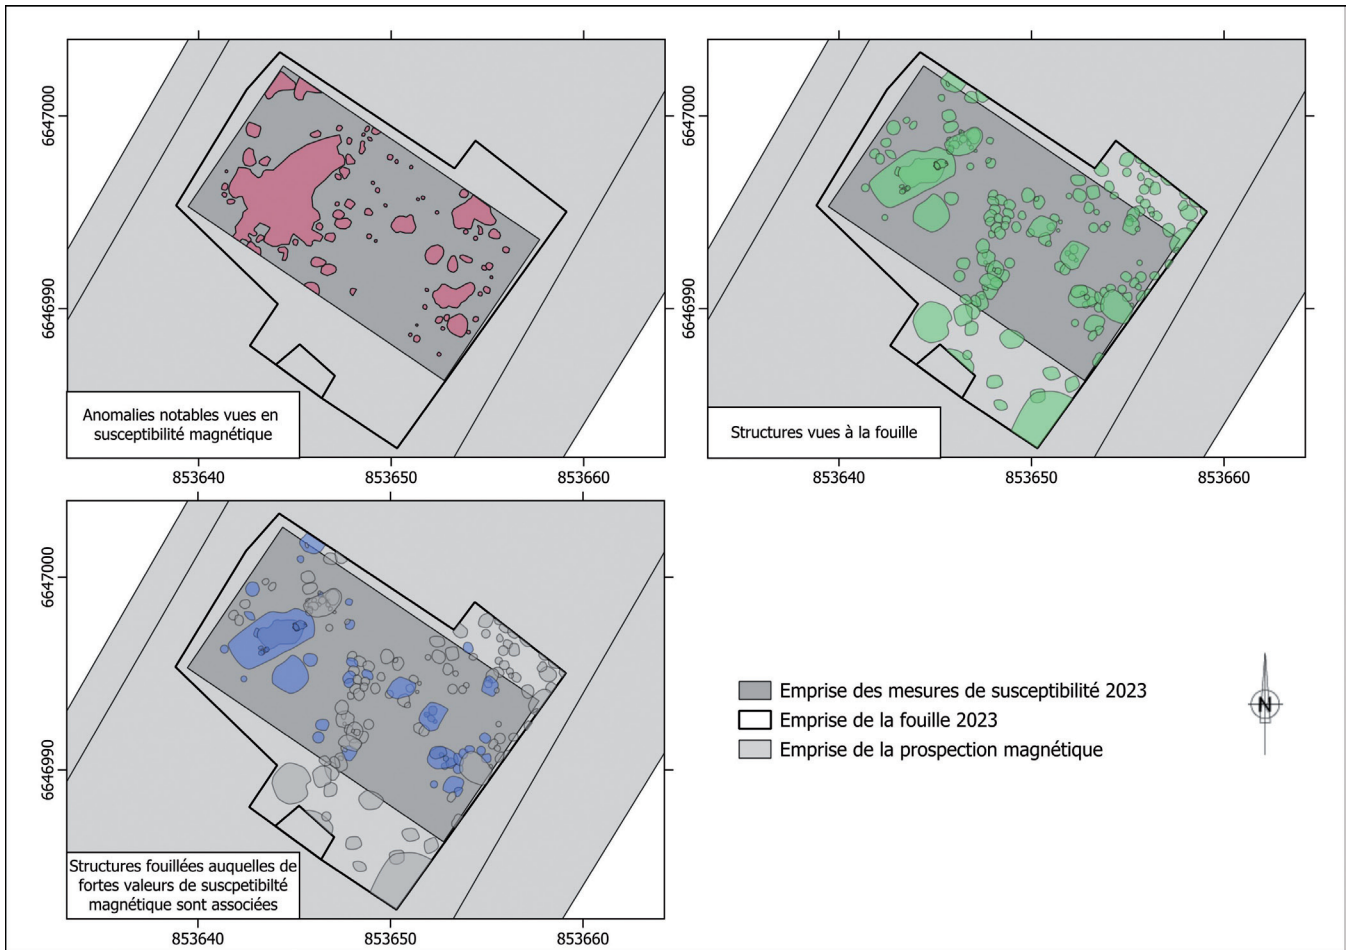 6647000
6646990
Anomalies notables vues en
susceptibilité magnétique
853640
853650
853660
6647000
6646990
Structures vues à la fouille
853640
853650
853660
6647000
6646990
Structures fouillées auquelles de
fortes valeurs de suscpetibilté
magnétique sont associées
853640
853650
853660
Emprise des mesures de susceptibilité 2023
Emprise de la fouille 2023
Emprise de la prospection magnétique
N